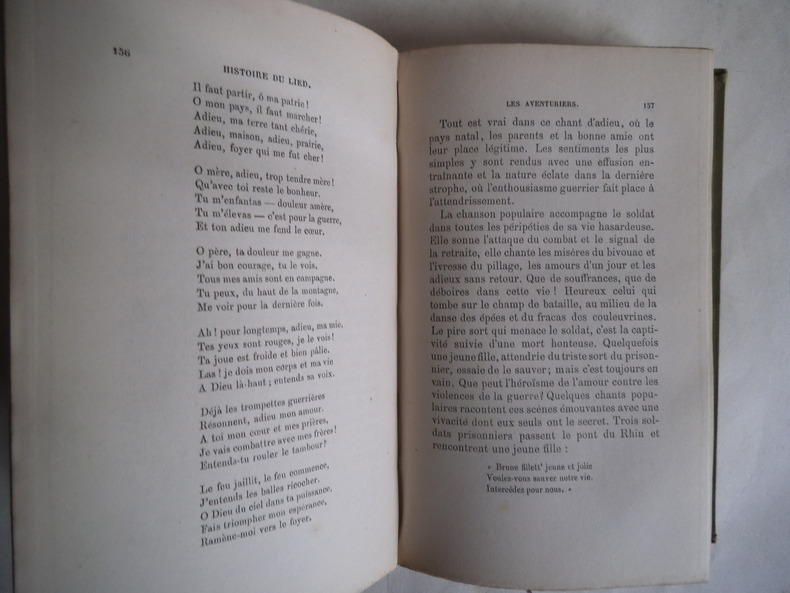 156
HISTOIRE DU LIED.
Il faut partir, ô ma patrie!
O mon pays, il faut marcher!
Adieu, ma terre tant chérie,
Adieu, maison, adieu, prairie,
Adieu, foyer qui me fut cher!
O mère, adieu, trop tendre mère!
Qu'avec toi reste le bonheur.
Tu m'enfantas — douleur amère,
Tu m'élevas — c'est pour la guerre,
Et ton adieu me fend le cœur.
O père, ta douleur me gagne.
J'ai bon courage, tu le vois.
Tous mes amis sont en campagne.
Tu peux, du haut de la montagne,
Me voir pour la dernière fois.
Ah! pour longtemps, adieu, ma mie.
Tes yeux sont rouges, je le vois!
Ta joue est froide et bien pâlie.
Las! je dois mon corps et ma vie
A Dieu là-haut; entends sa voix.
Déjà les trompettes guerrières
Résonnent, adieu mon amour.
A toi mon cœur et mes prières,
Je vais combattre avec mes frères!
Entends-tu rouler le tambour?
Le feu jaillit, le feu commence,
J'entends les balles ricocher.
O Dieu du ciel dans ta puissance,
Fais triompher mon espérance,
Ramène-moi vers le foyer.
LES AVENTURIERS. 157
Tout est vrai dans ce chant d'adieu, où le
pays natal, les parents et la bonne amie ont
leur place légitime. Les sentiments les plus
simples y sont rendus avec une effusion en-
traînante et la nature éclate dans la dernière
strophe, où l'enthousiasme guerrier fait place à
l'attendrissement.
La chanson populaire accompagne le soldat
dans toutes les péripéties de sa vie hasardeuse.
Elle sonne l'attaque du combat et le signal de
la retraite, elle chante les misères du bivouac et
l'ivresse du pillage, les amours d'un jour et les
adieux sans retour. Que de souffrances, que de
déboires dans cette vie! Heureux celui qui
tombe sur le champ de bataille, au milieu de la
danse des épées et du fracas des couleuvrines.
Le pire sort qui menace le soldat, c'est la capti-
vité suivie d'une mort honteuse. Quelquefois
une jeune fille, attendrie du triste sort du prison-
nier, essaie de le sauver; mais c'est toujours en
vain. Que peut l'héroïsme de l'amour contre les
violences de la guerre? Quelques chants popu-
laires racontent ces scènes émouvantes avec une
vivacité dont eux seuls ont le secret. Trois sol-
dats prisonniers passent le pont du Rhin et
rencontrent une jeune fille :
« Brune fillett' jeune et jolie
Voulez-vous sauver notre vie.
Intercédes pour nous. »